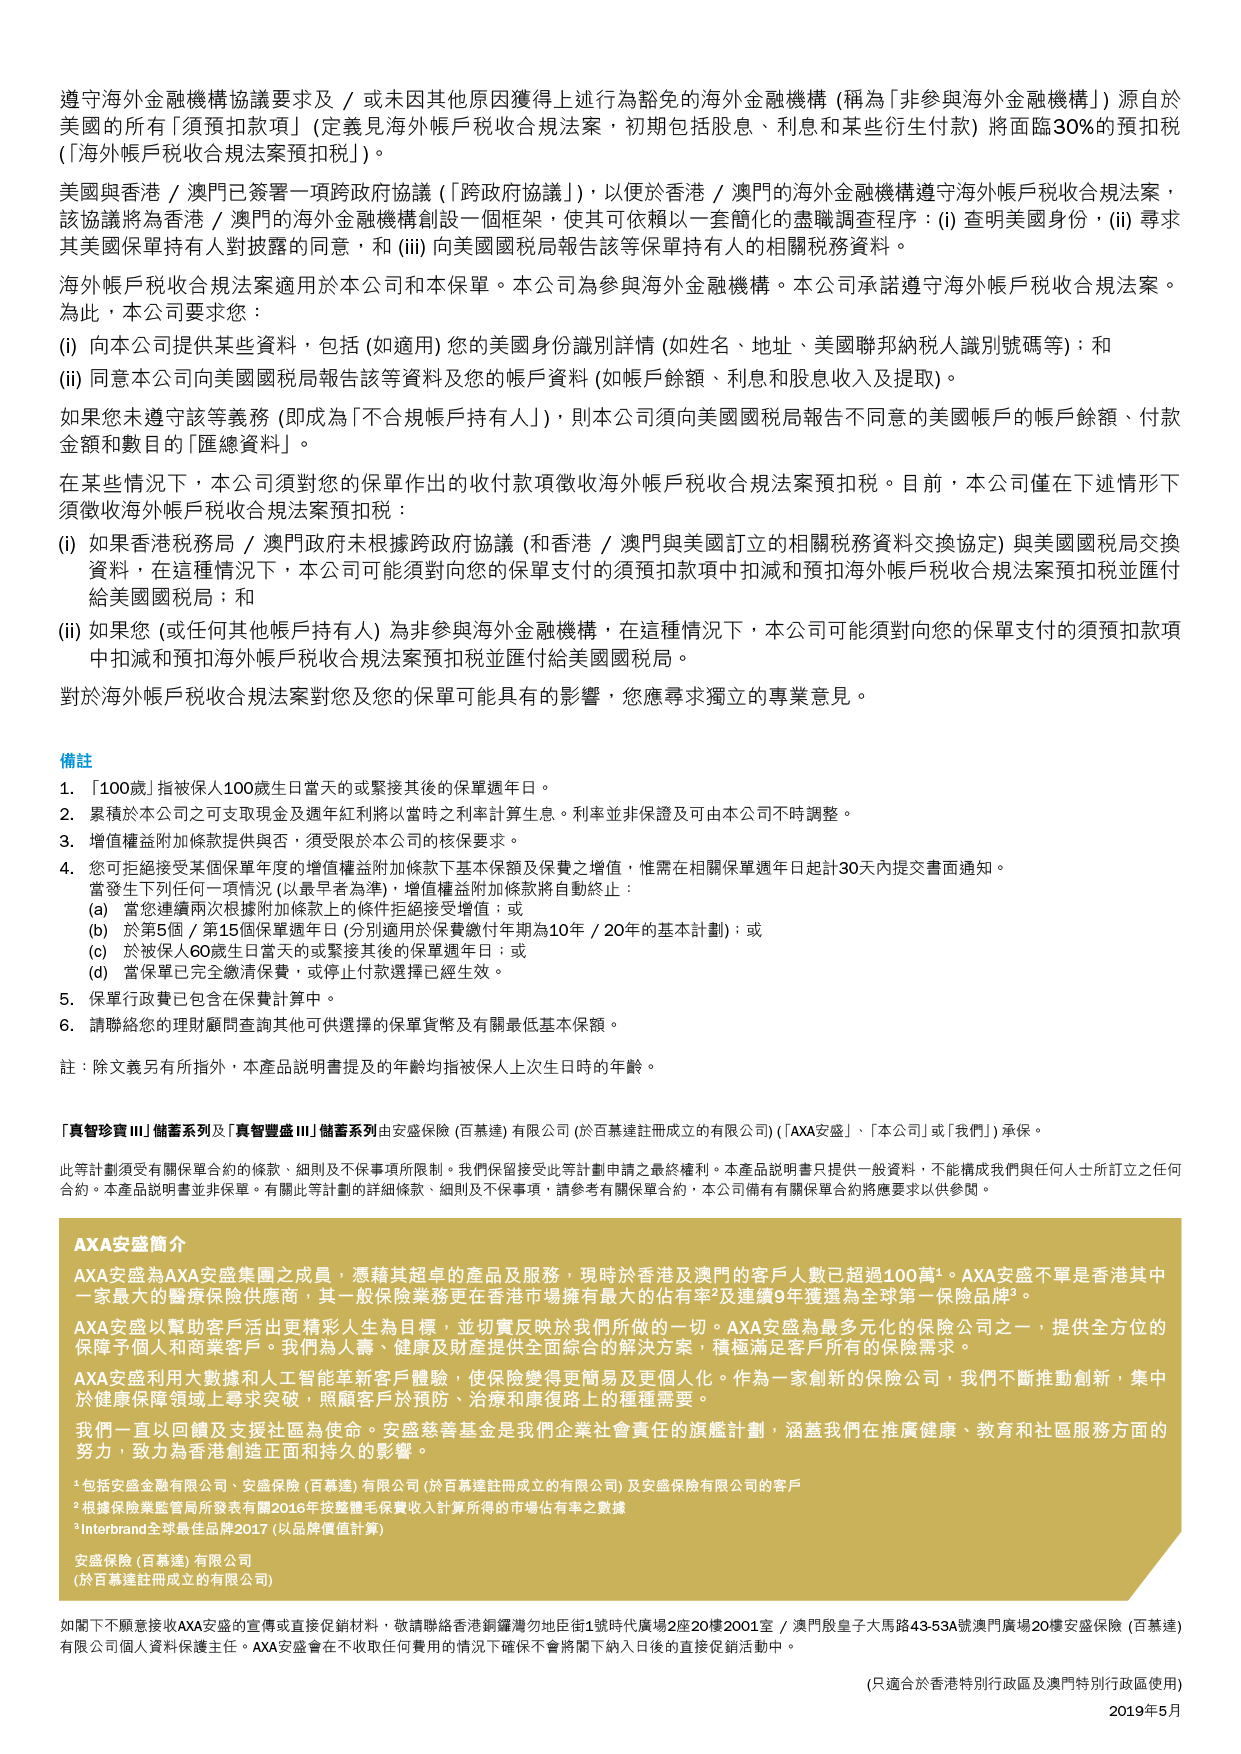 遵守海外金融機構協議要求及 / 或未因其他原因獲得上述行為豁免的海外金融機構 (稱為「非參與海外金融機構」) 源自於
美國的所有「須預扣款項」 (定義見海外帳戶税收合規法案，初期包括股息、利息和某些衍生付款) 將面臨30%的預扣税
(「海外帳戶税收合規法案預扣税」)。
美國與香港 / 澳門已簽署一項跨政府協議 (「跨政府協議」)，以便於香港 / 澳門的海外金融機構遵守海外帳戶税收合規法案，
該協議將為香港 / 澳門的海外金融機構創設一個框架，使其可依賴以一套簡化的盡職調查程序：(i) 查明美國身份，(ii) 尋求
其美國保單持有人對披露的同意，和 (iii) 向美國國税局報告該等保單持有人的相關税務資料。
海外帳戶税收合規法案適用於本公司和本保單。本公司為參與海外金融機構。本公司承諾遵守海外帳戶税收合規法案。
為此，本公司要求您：
(i) 向本公司提供某些資料，包括 (如適用) 您的美國身份識別詳情 (如姓名、地址、美國聯邦納税人識別號碼等)；和
(ii) 同意本公司向美國國税局報告該等資料及您的帳戶資料 (如帳戶餘額、利息和股息收入及提取)。
如果您未遵守該等義務 (即成為「不合規帳戶持有人」)，則本公司須向美國國税局報告不同意的美國帳戶的帳戶餘額、付款
金額和數目的「匯總資料」。
在某些情況下，本公司須對您的保單作出的收付款項徵收海外帳戶税收合規法案預扣税。目前，本公司僅在下述情形下
須徵收海外帳戶税收合規法案預扣税：
(i) 如果香港税務局 / 澳門政府未根據跨政府協議 (和香港 / 澳門與美國訂立的相關税務資料交換協定) 與美國國税局交換
資料，在這種情況下，本公司可能須對向您的保單支付的須預扣款項中扣減和預扣海外帳戶税收合規法案預扣税並匯付
給美國國税局；和
(ii) 如果您 (或任何其他帳戶持有人) 為非參與海外金融機構，在這種情況下，本公司可能須對向您的保單支付的須預扣款項
中扣減和預扣海外帳戶税收合規法案預扣税並匯付給美國國税局。
對於海外帳戶税收合規法案對您及您的保單可能具有的影響，您應尋求獨立的專業意見。
備註
1. 「100歲」指被保人100歲生日當天的或緊接其後的保單週年日。
2. 累積於本公司之可支取現金及週年紅利將以當時之利率計算生息。利率並非保證及可由本公司不時調整。
3. 增值權益附加條款提供與否，須受限於本公司的核保要求。
4. 您可拒絕接受某個保單年度的增值權益附加條款下基本保額及保費之增值，惟需在相關保單週年日起計30天內提交書面通知。
當發生下列任何一項情況 (以最早者為準)，增值權益附加條款將自動終止：
(a) 當您連續兩次根據附加條款上的條件拒絕接受增值；或
(b) 於第5個 / 第15個保單週年日 (分別適用於保費繳付年期為10年 / 20年的基本計劃)；或
(c) 於被保人60歲生日當天的或緊接其後的保單週年日；或
(d) 當保單已完全繳清保費，或停止付款選擇已經生效。
5. 保單行政費已包含在保費計算中。
6. 請聯絡您的理財顧問查詢其他可供選擇的保單貨幣及有關最低基本保額。
註：除文義另有所指外，本產品説明書提及的年齡均指被保人上次生日時的年齡。
「真智珍寶III」儲蓄系列及「真智豐盛III」儲蓄系列由安盛保險 (百慕達) 有限公司 (於百慕達註冊成立的有限公司) (「AXA安盛」、「本公司」或「我們」) 承保。
此等計劃須受有關保單合約的條款、細則及不保事項所限制。我們保留接受此等計劃申請之最終權利。本產品説明書只提供一般資料，不能構成我們與任何人士所訂立之任何
合約。本產品説明書並非保單。有關此等計劃的詳細條款、細則及不保事項，請參考有關保單合約，本公司備有有關保單合約將應要求以供參閲。
AXA安盛簡介
AXA安盛為AXA安盛集團之成員，憑藉其超卓的產品及服務，現時於香港及澳門的客戶人數已超過100萬¹。AXA安盛不單是香港其中
一家最大的醫療保險供應商，其一般保險業務更在香港市場擁有最大的佔有率²及連續9年獲選為全球第一保險品牌³。
AXA安盛以幫助客戶活出更精彩人生為目標，並切實反映於我們所做的一切。AXA安盛為最多元化的保險公司之一，提供全方位的
保障予個人和商業客戶。我們為人壽、健康及財產提供全面綜合的解決方案，積極滿足客戶所有的保險需求。
AXA安盛利用大數據和人工智能革新客戶體驗，使保險變得更簡易及更個人化。作為一家創新的保險公司，我們不斷推動創新，集中
於健康保障領域上尋求突破，照顧客戶於預防、治療和康復路上的種種需要。
我們一直以回饋及支援社區為使命。安盛慈善基金是我們企業社會責任的旗艦計劃，涵蓋我們在推廣健康、教育和社區服務方面的
努力，致力為香港創造正面和持久的影響。
¹ 包括安盛金融有限公司、安盛保險 (百慕達) 有限公司 (於百慕達註冊成立的有限公司) 及安盛保險有限公司的客戶
² 根據保險業監管局所發表有關2016年按整體毛保費收入計算所得的市場佔有率之數據
³ Interbrand全球最佳品牌2017 (以品牌價值計算)
安盛保險 (百慕達) 有限公司
(於百慕達註冊成立的有限公司)
如閣下不願意接收AXA安盛的宣傳或直接促銷材料，敬請聯絡香港銅鑼灣勿地臣街1號時代廣場2座20樓2001室 / 澳門殷皇子大馬路43-53A號澳門廣場20樓安盛保險 (百慕達)
有限公司個人資料保護主任。AXA安盛會在不收取任何費用的情況下確保不會將閣下納入日後的直接促銷活動中。
(只適合於香港特別行政區及澳門特別行政區使用)
2019年5月